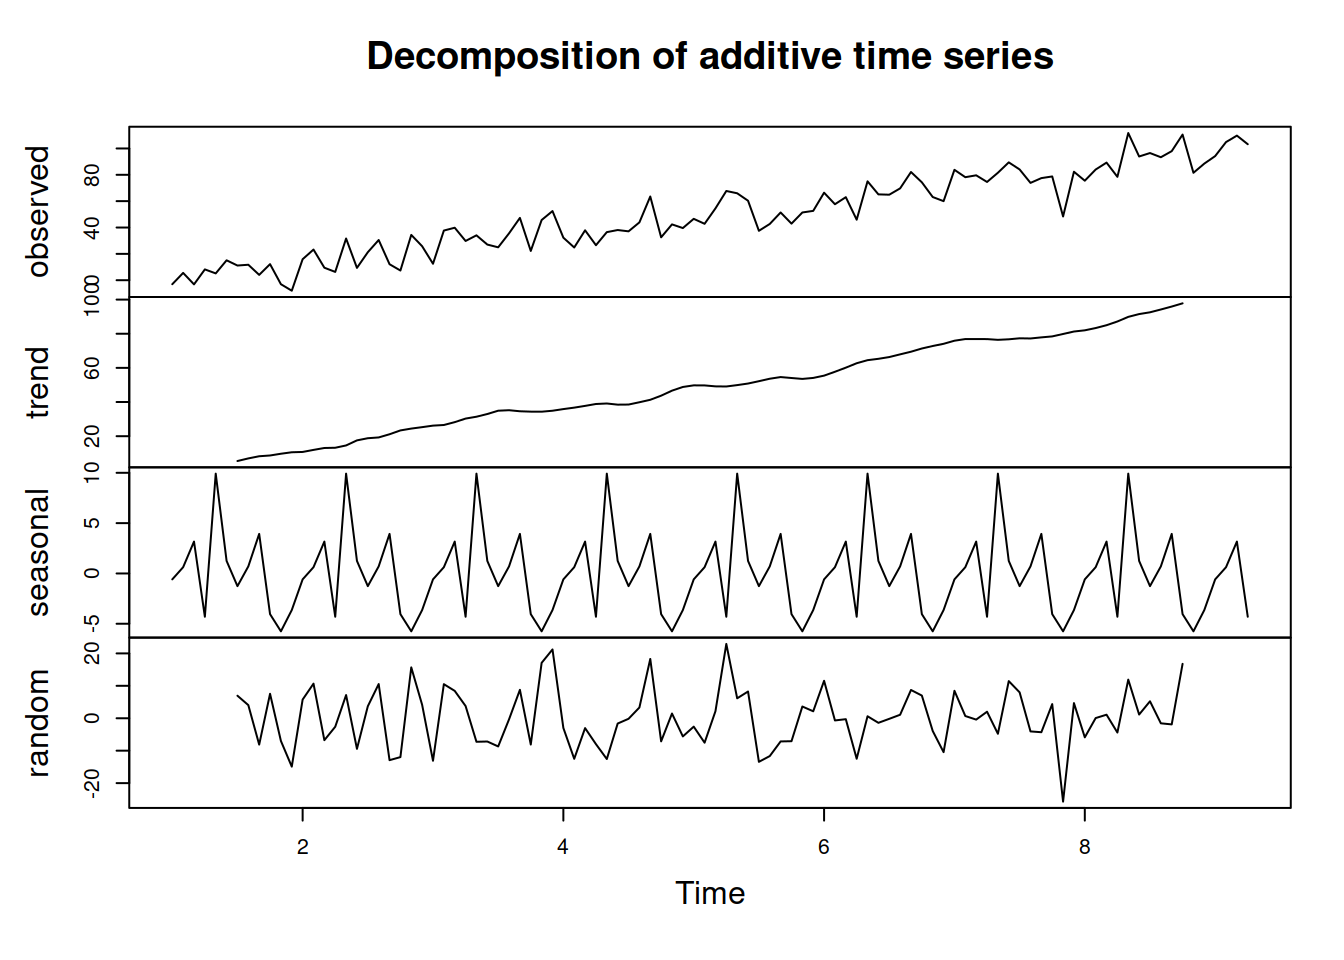 Decomposition of additive time series
observed
0 40 80
trend
20 60 100
seasonal
-5 0 5 10
random
-20 0 20
2 4 6 8
Time